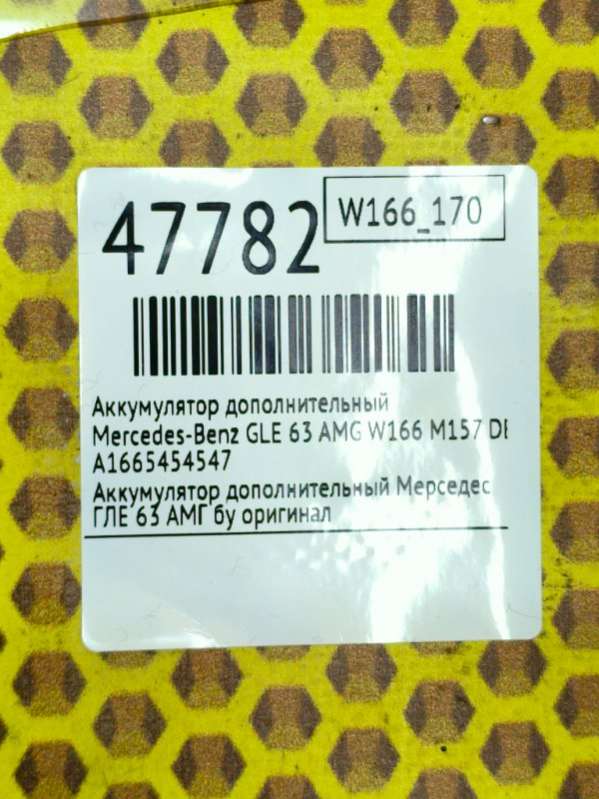 47782
W166_170
Аккумулятор дополнительный
Mercedes-Benz GLE 63 AMG W166 M157 DE
A1665454547
Аккумулятор дополнительный Мерседес
ГЛЕ 63 АМГ бу оригинал